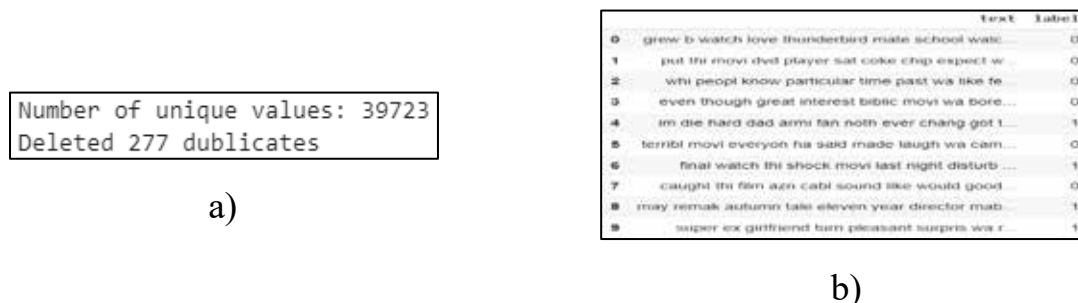 Number of unique values: 39723
Deleted 277 dublicates
a)
text label
0 grew b watch love thunderbird mate school watc... 0
1 put thi movi dvd player sat coke chip expect w... 0
2 whi peopl know particular time past wa like fe... 0
3 even though great interest biblic movi wa bore... 0
4 im die hard dad armi fan noth ever chang got t... 1
5 terribl movi everyon ha said made laugh wa cam... 0
6 final watch thi shock movi last night disturb ... 1
7 caught thi film azn cabl sound like would good... 0
8 may remak autumn tale eleven year director mab... 1
9 super ex girlfriend turn pleasant surpris wa r... 1
b)